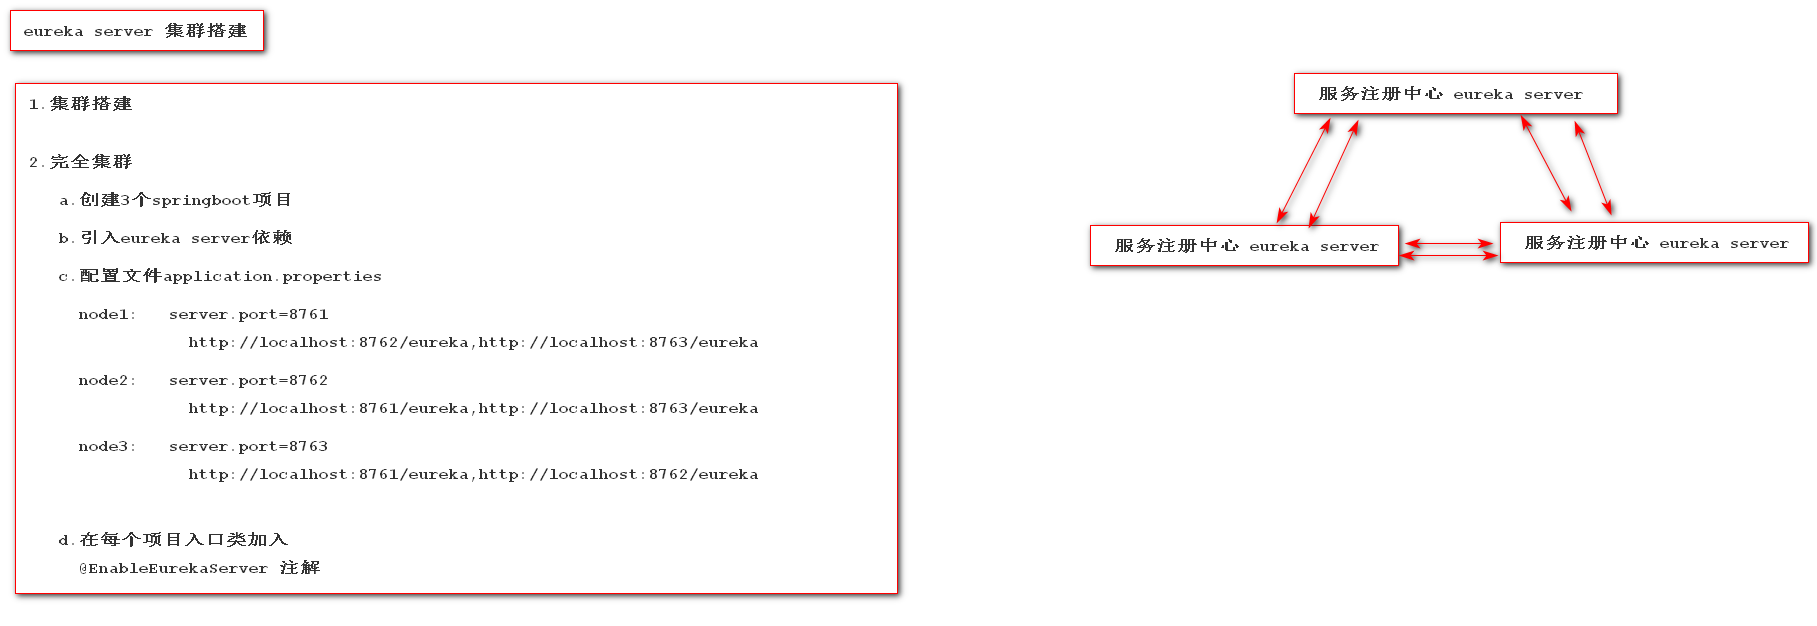 eureka server 集群搭建
1.集群搭建
2.完全集群
a.创建3个springboot项目
b.引入eureka server依赖
c.配置文件application.properties
node1: server.port=8761
http://localhost:8762/eureka,http://localhost:8763/eureka
node2: server.port=8762
http://localhost:8761/eureka,http://localhost:8763/eureka
node3: server.port=8763
http://localhost:8761/eureka,http://localhost:8762/eureka
d.在每个项目入口类加入
@EnableEurekaServer 注解
服务注册中心 eureka server
服务注册中心 eureka server
服务注册中心 eureka server